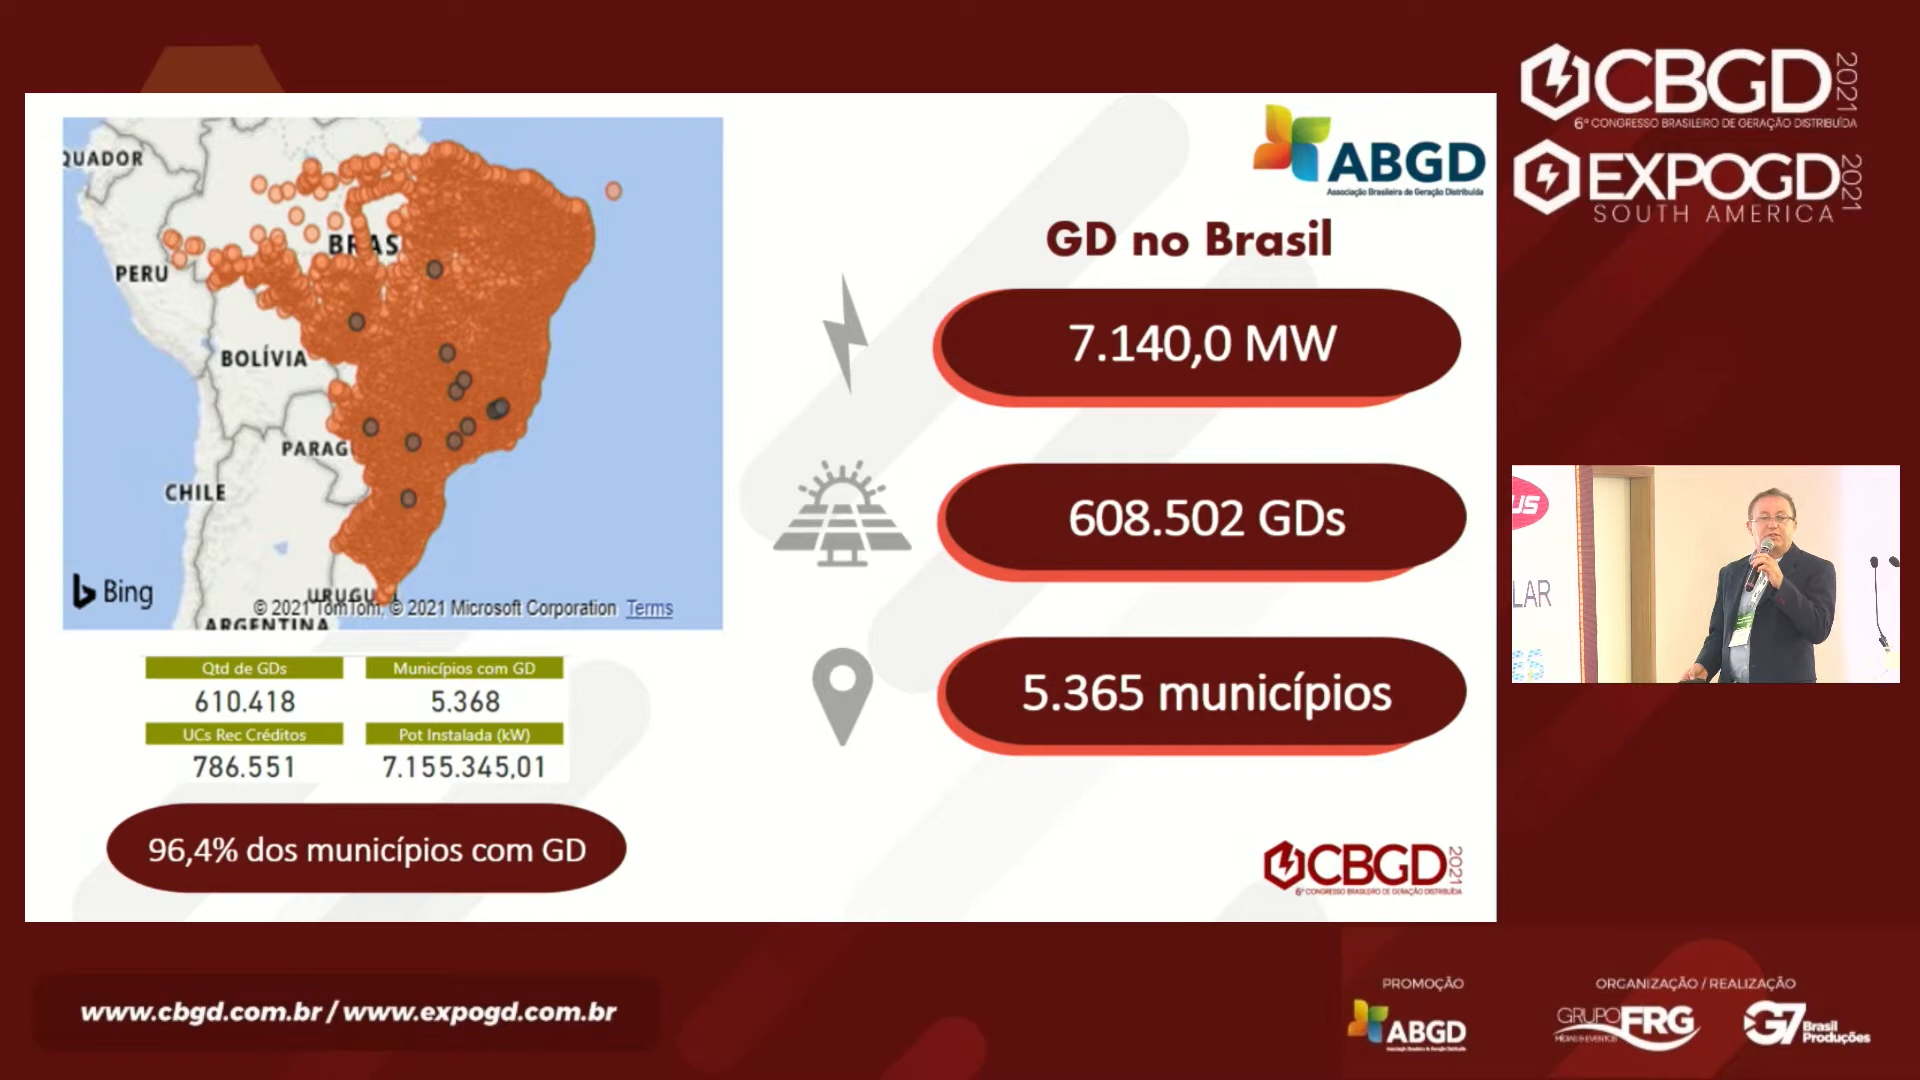 CBGD 2021
6º CONGRESSO BRASILEIRO DE GERAÇÃO DISTRIBUÍDA
EXPOGD 2021
SOUTH AMERICA
ABGD
Associação Brasileira de Geração Distribuída
QUADOR
BRAS
PERU
BOLÍVIA
PARAG
CHILE
URUGU
ARGENTINA
Bing
© 2021 TomTom, © 2021 Microsoft Corporation Terms
GD no Brasil
7.140,0 MW
608.502 GDs
5.365 municípios
Qtd de GDs
610.418
Municípios com GD
5.368
UCs Rec Créditos
786.551
Pot Instalada (kW)
7.155.345,01
96,4% dos municípios com GD
CBGD 2021
6º CONGRESSO BRASILEIRO DE GERAÇÃO DISTRIBUÍDA
US
LAR
ES
www.cbgd.com.br / www.expogd.com.br
PROMOÇÃO
ABGD
ORGANIZAÇÃO / REALIZAÇÃO
GRUPO FRG
MÍDIAS & EVENTOS
G7 Brasil
Produções